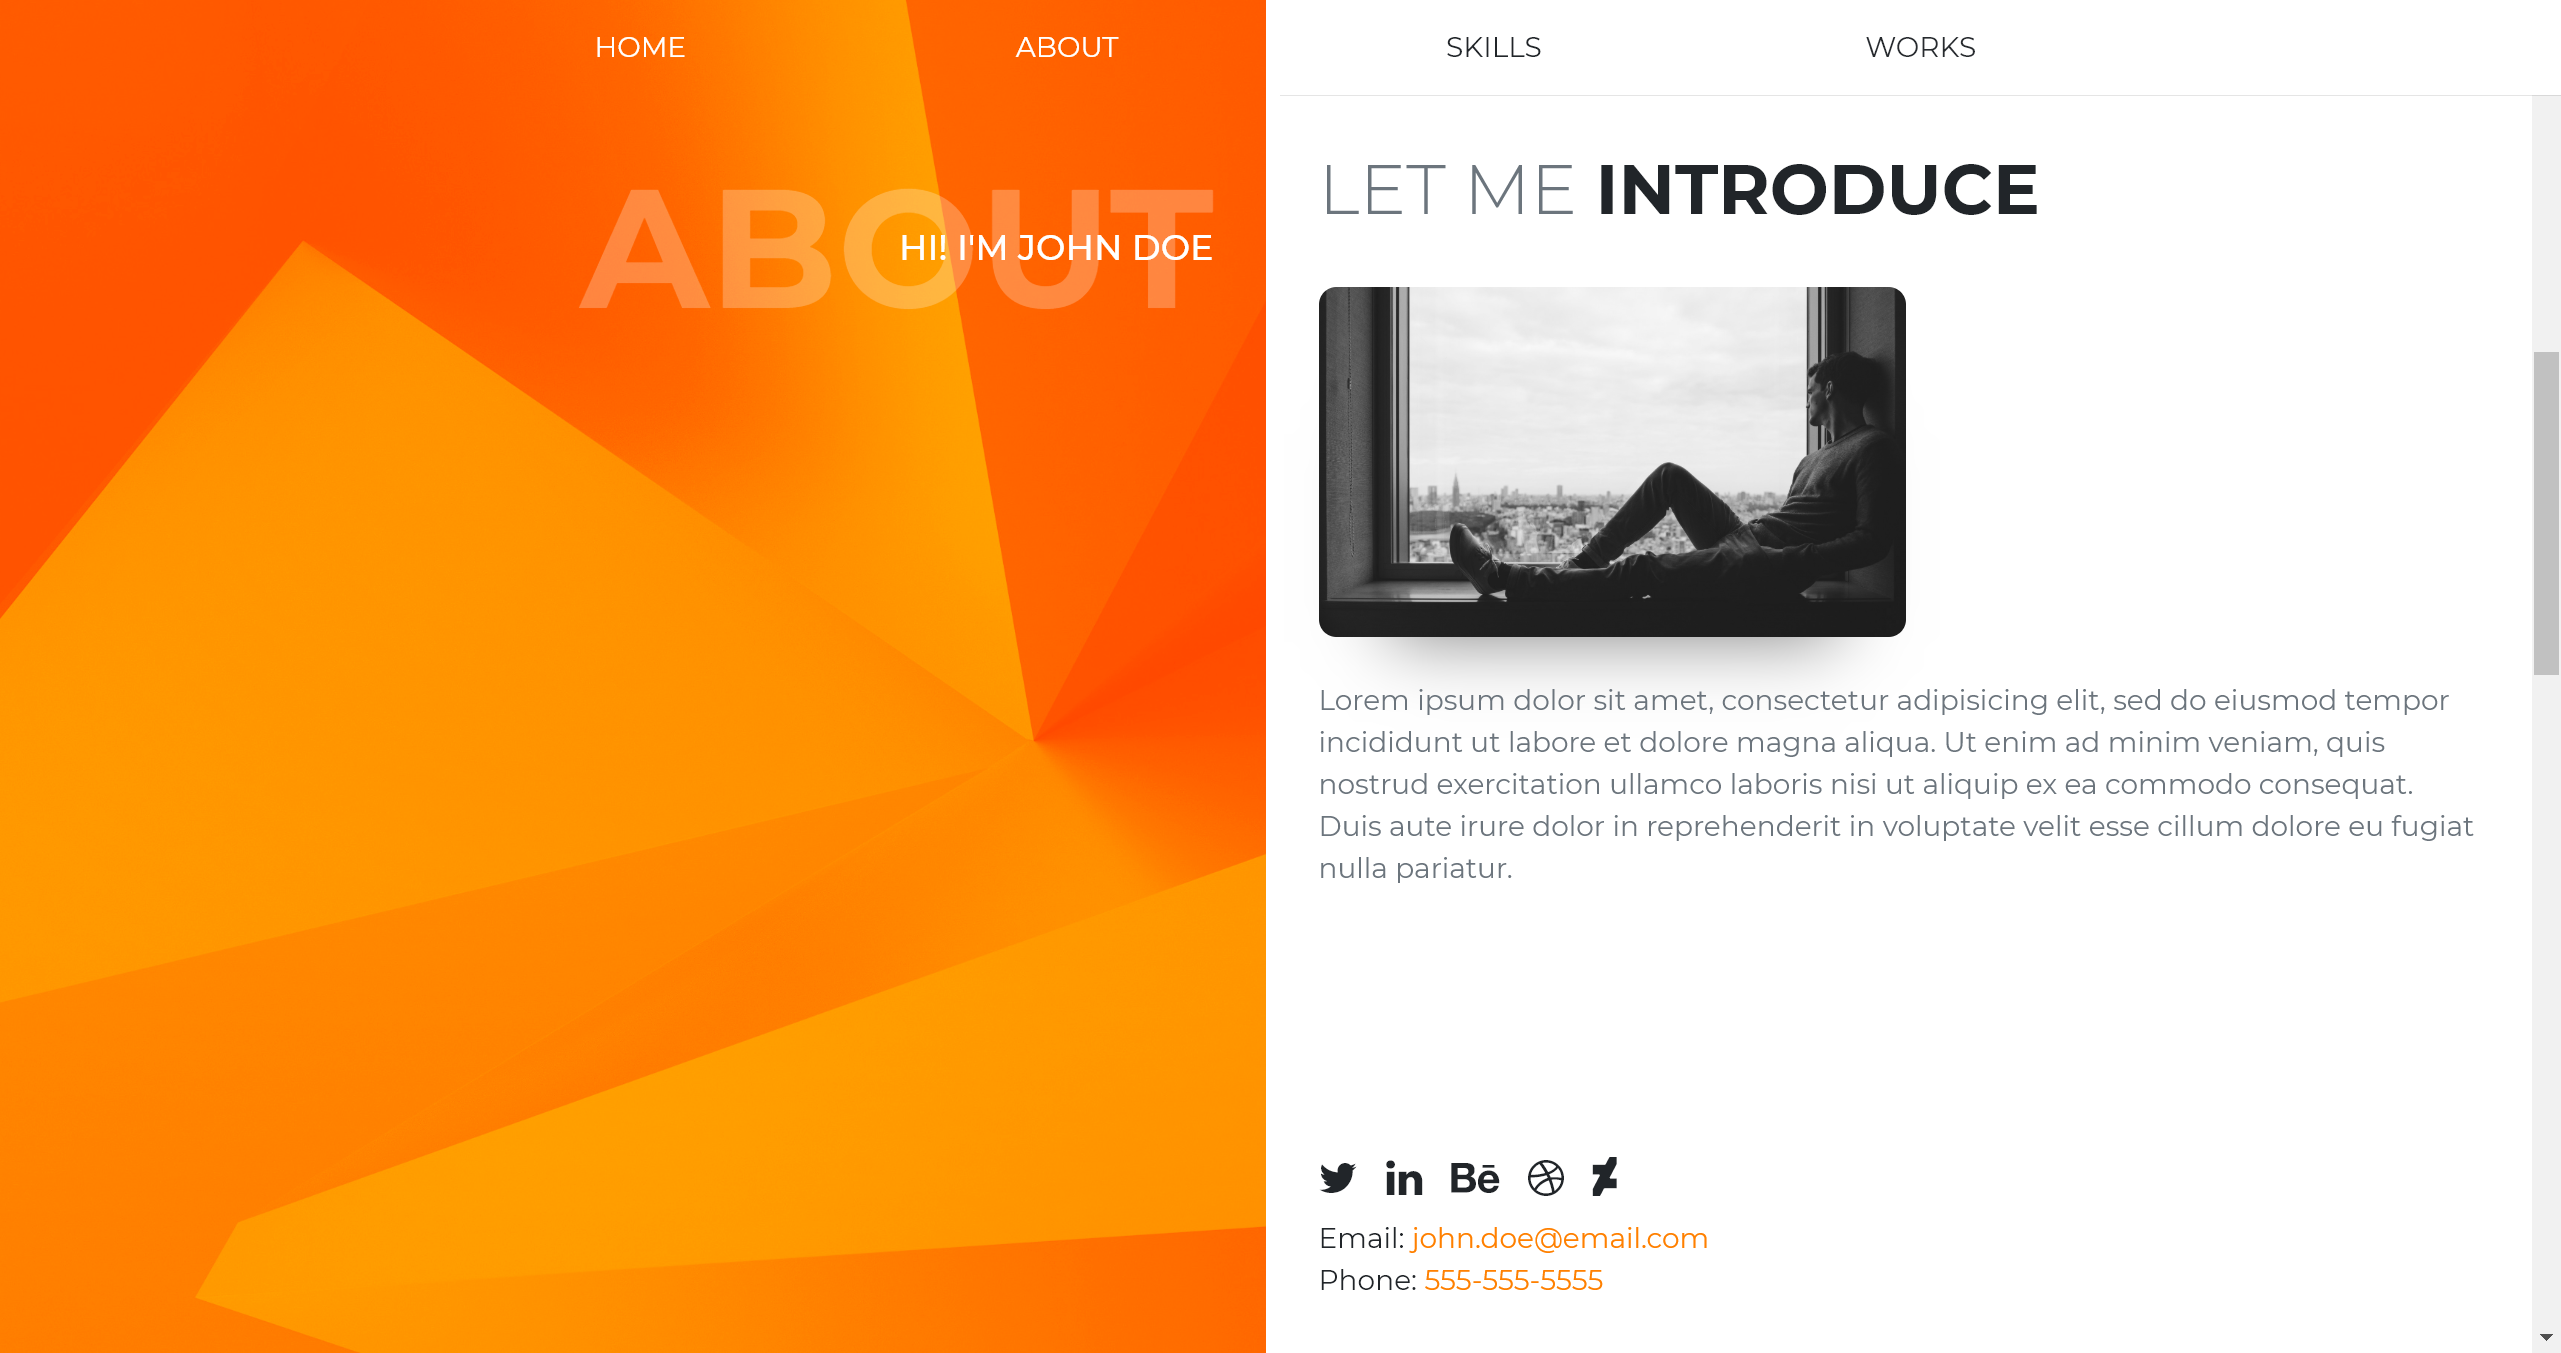 HOME
ABOUT
SKILLS
WORKS
ABOUT
HI! I'M JOHN DOE
LET ME INTRODUCE
Lorem ipsum dolor sit amet, consectetur adipisicing elit, sed do eiusmod tempor
incididunt ut labore et dolore magna aliqua. Ut enim ad minim veniam, quis
nostrud exercitation ullamco laboris nisi ut aliquip ex ea commodo consequat.
Duis aute irure dolor in reprehenderit in voluptate velit esse cillum dolore eu fugiat
nulla pariatur.
Email: john.doe@email.com
Phone: 555-555-5555